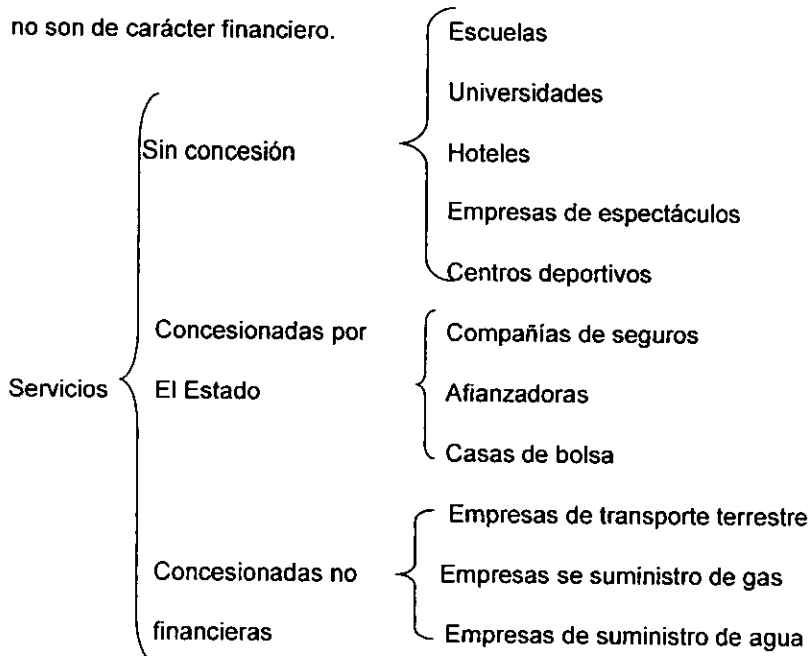 no son de carácter financiero.
Servicios
Sin concesión
Escuelas
Universidades
Hoteles
Empresas de espectáculos
Centros deportivos
Concesionadas por
El Estado
Compañías de seguros
Afianzadoras
Casas de bolsa
Concesionadas no
financieras
Empresas de transporte terrestre
Empresas se suministro de gas
Empresas de suministro de agua